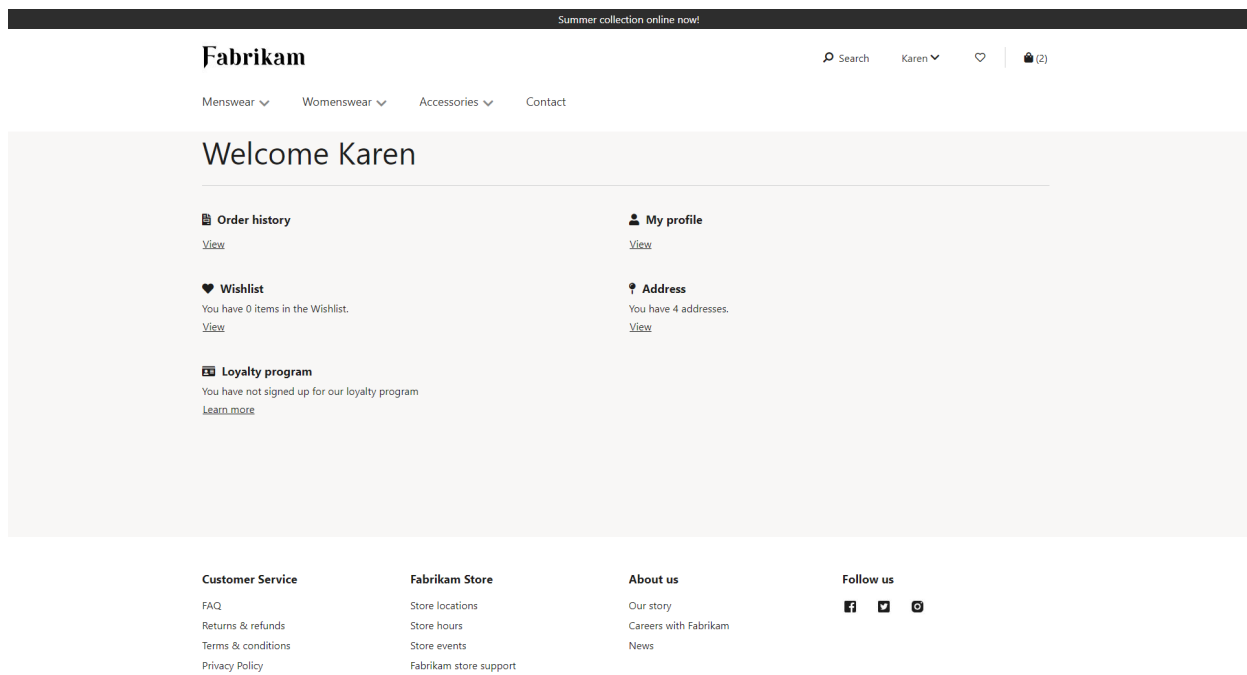 Summer collection online now!
Fabrikam
Search
Karen
(2)
Menswear
Womenswear
Accessories
Contact
Welcome Karen
Order history
View
My profile
View
Wishlist
You have 0 items in the Wishlist.
View
Address
You have 4 addresses.
View
Loyalty program
You have not signed up for our loyalty program
Learn more
Customer Service
FAQ
Returns & refunds
Terms & conditions
Privacy Policy
Fabrikam Store
Store locations
Store hours
Store events
Fabrikam store support
About us
Our story
Careers with Fabrikam
News
Follow us